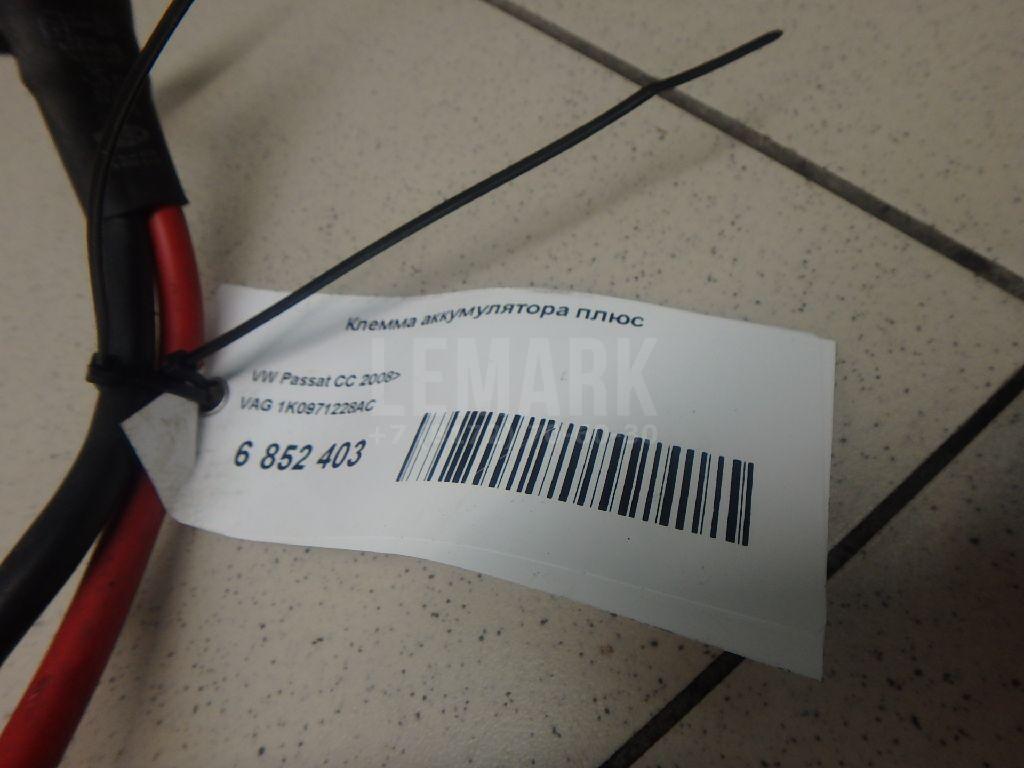 Клемма аккумулятора плюс
VW Passat CC 2008>
VAG 1K0971228AC
6 852 403
LEMARK